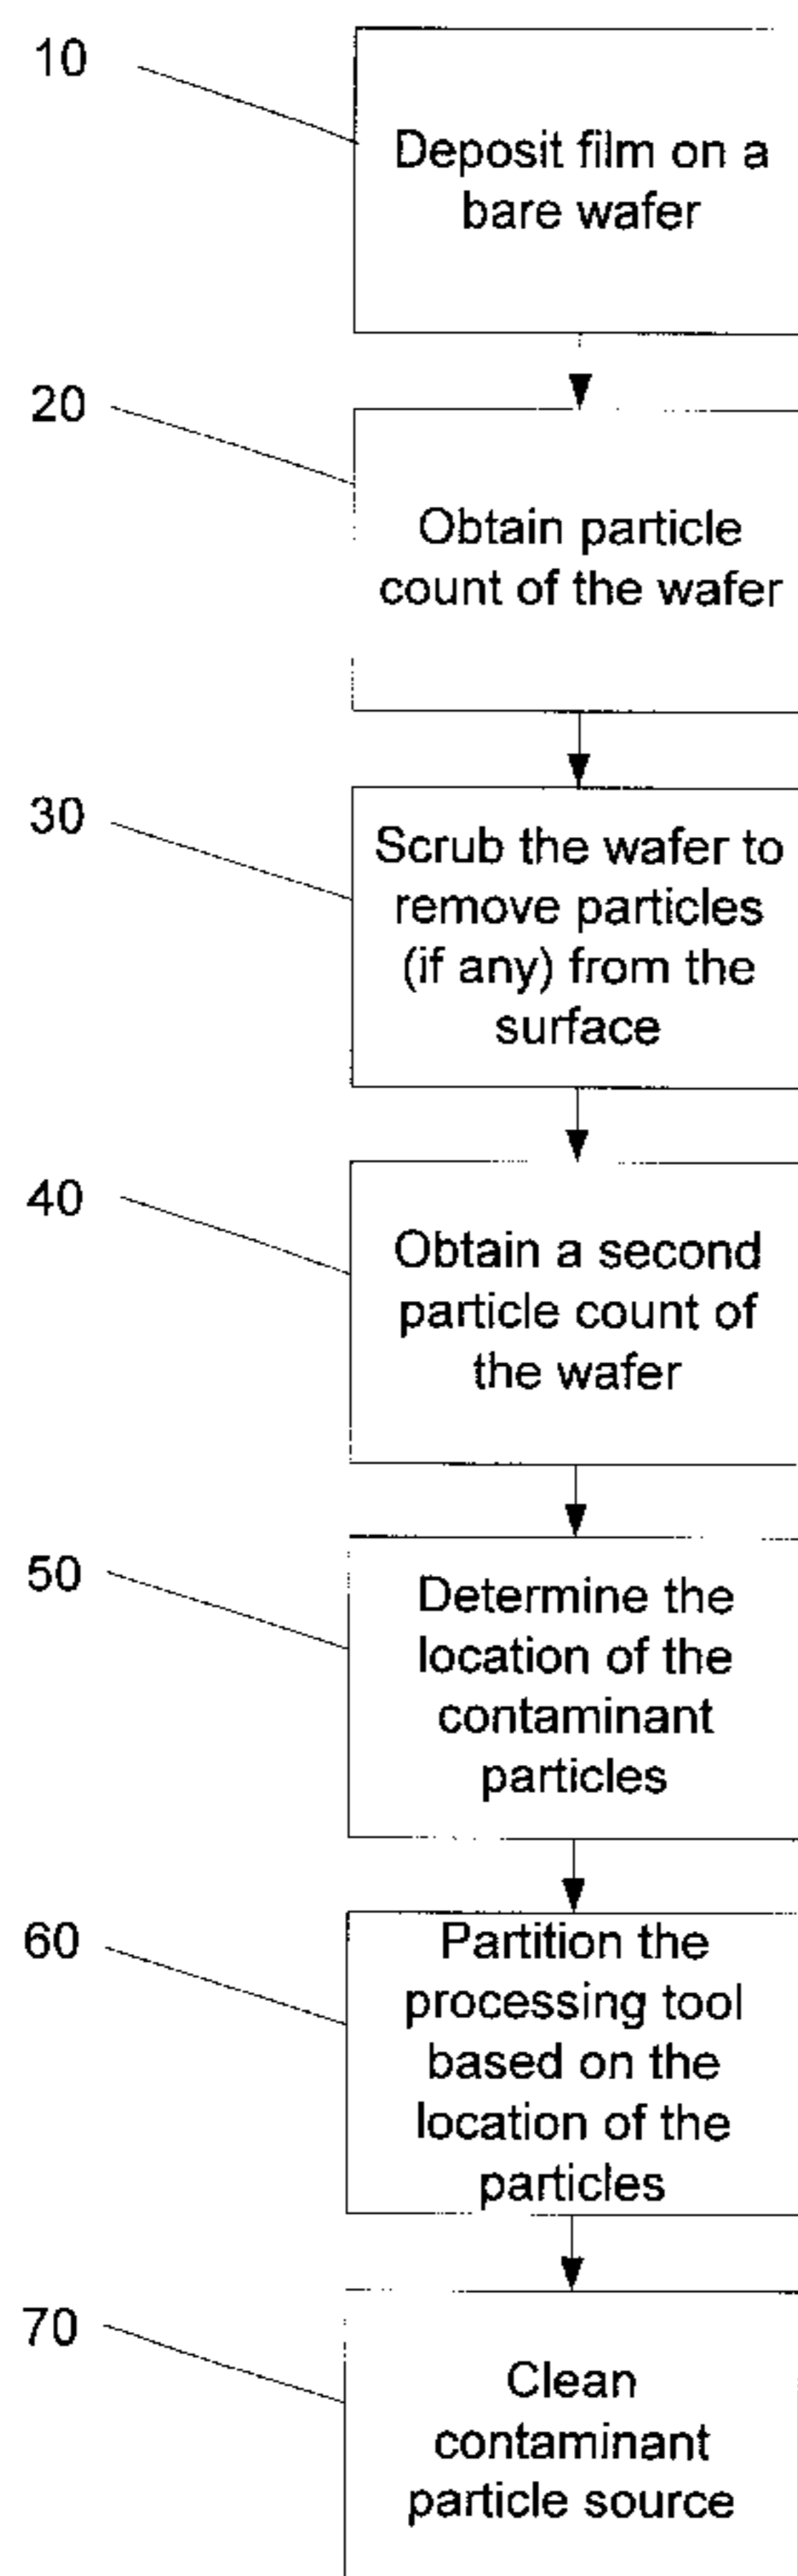 10
Deposit film on a
bare wafer
20
Obtain particle
count of the wafer
30
Scrub the wafer to
remove particles
(if any) from the
surface
40
Obtain a second
particle count of
the wafer
50
Determine the
location of the
contaminant
particles
60
Partition the
processing tool
based on the
location of the
particles
70
Clean
contaminant
particle source